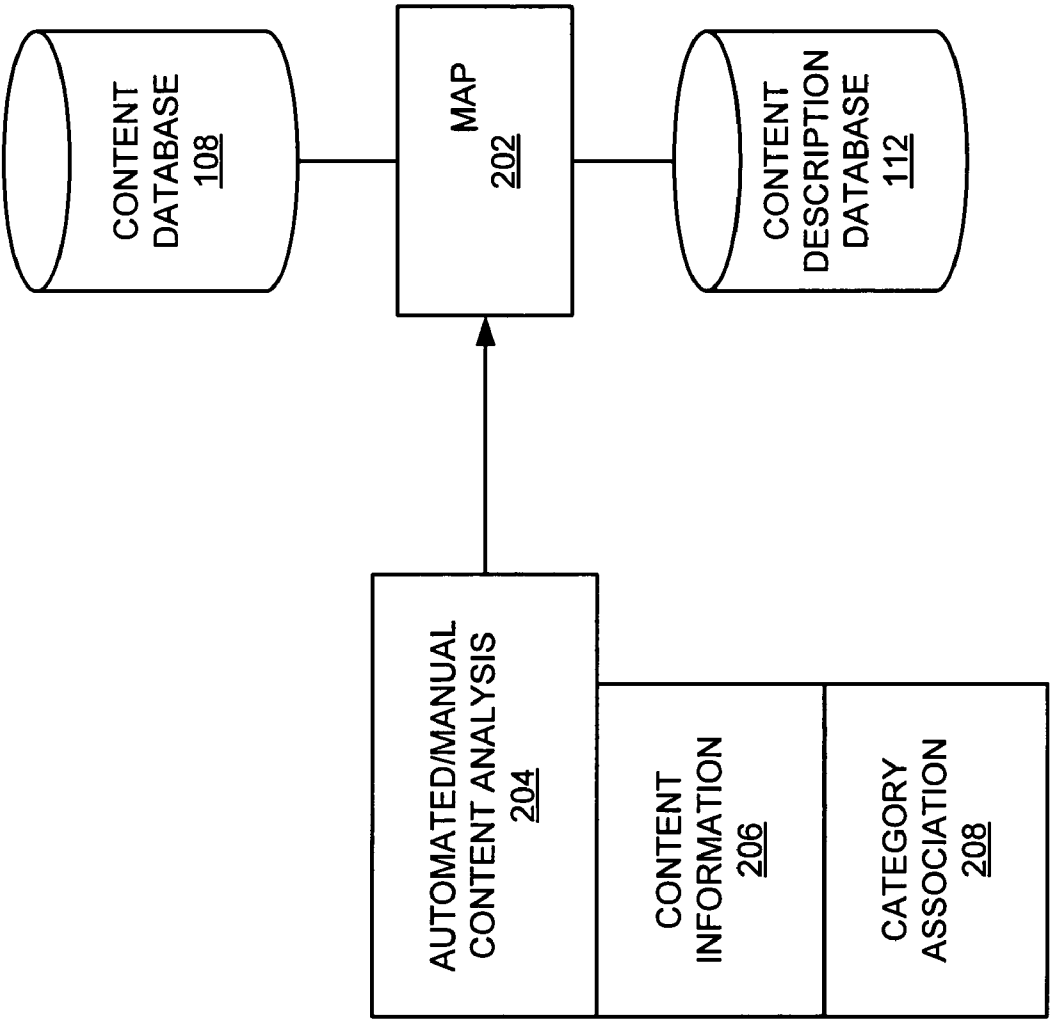 CONTENT
DATABASE
108
MAP
202
CONTENT
DESCRIPTION
DATABASE
112
AUTOMATED/MANUAL
CONTENT ANALYSIS
204
CONTENT
INFORMATION
206
CATEGORY
ASSOCIATION
208